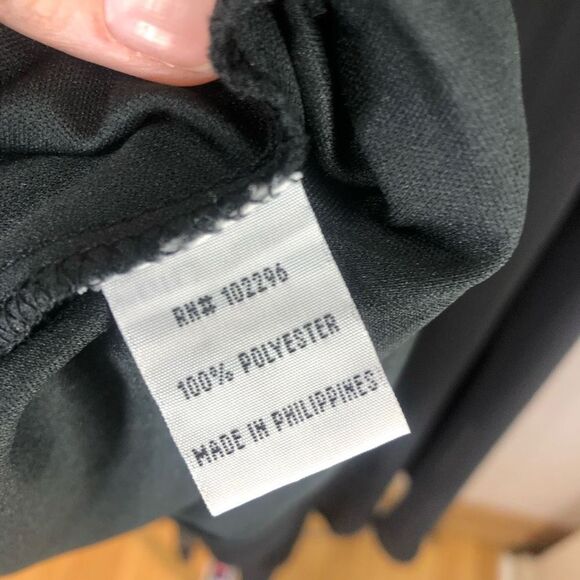 RN# 102296
100% POLYESTER
MADE IN PHILIPPINES